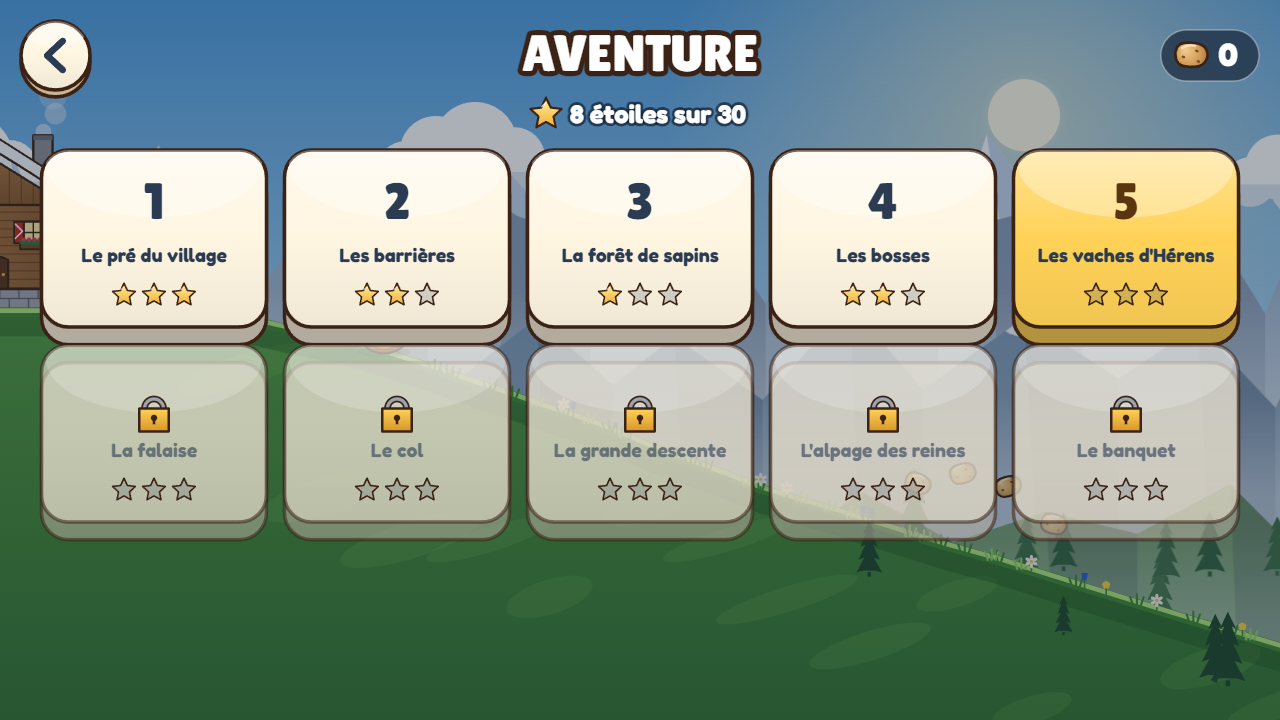 AVENTURE
0
8 étoiles sur 30
1
2
3
4
5
Le pré du village
Les barrières
La forêt de sapins
Les bosses
Les vaches d'Hérens
La falaise
Le col
La grande descente
L'alpage des reines
Le banquet